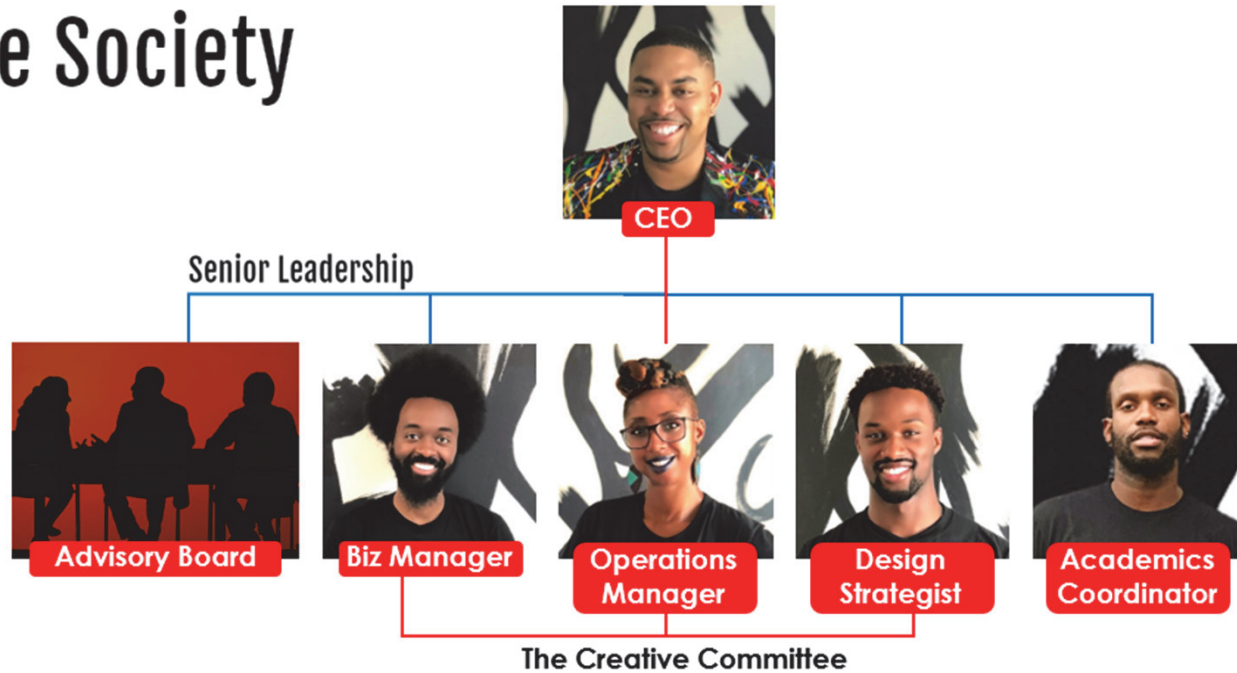 e Society
CEO
Senior Leadership
Advisory Board
Biz Manager
Operations
Manager
Design
Strategist
Academics
Coordinator
The Creative Committee